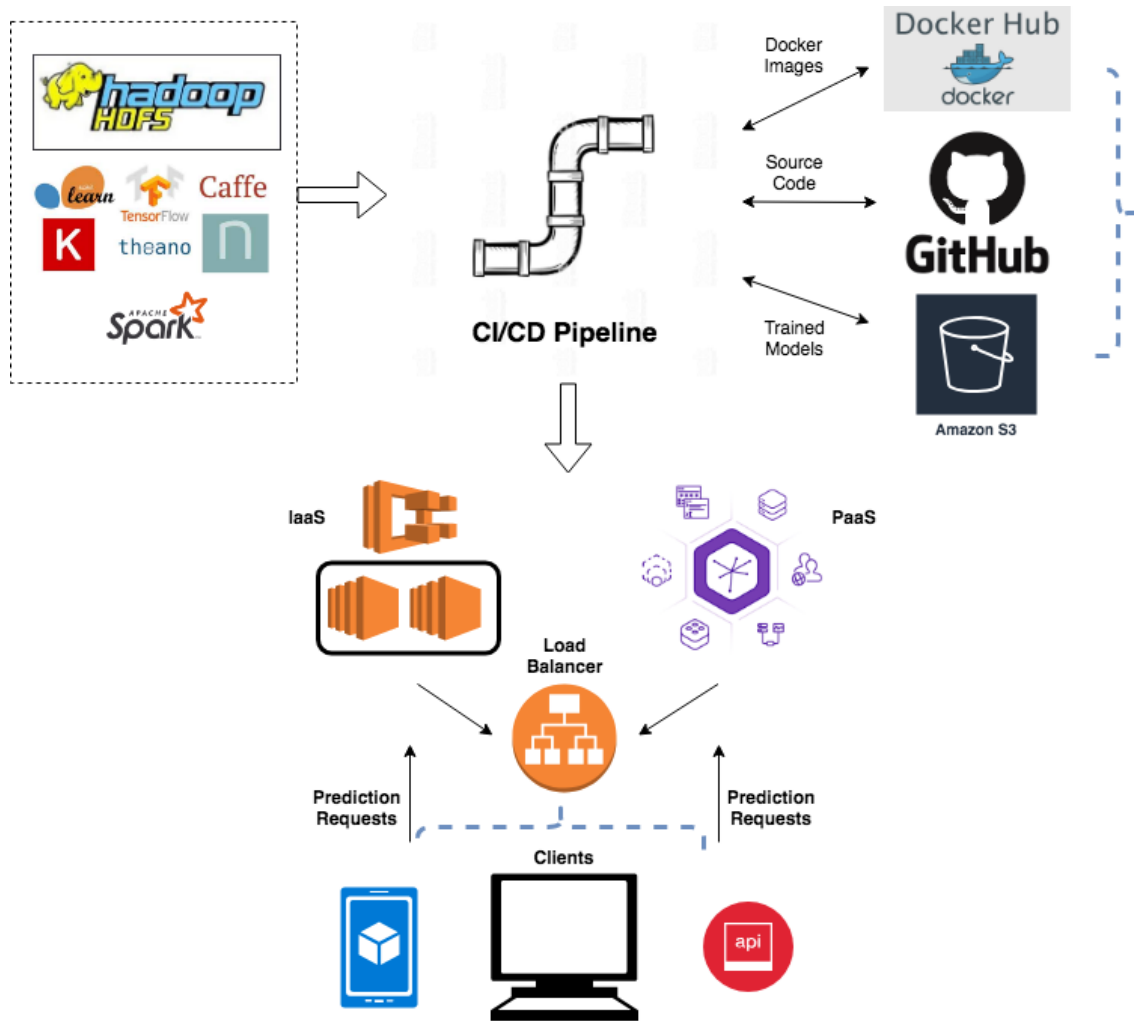 hadoop
HDFS
scikit
learn
TensorFlow
Caffe
K
theano
n
APACHE
Spark
CI/CD Pipeline
Docker
Images
Source
Code
Trained
Models
Docker Hub
docker
GitHub
Amazon S3
IaaS
PaaS
Load
Balancer
Prediction
Requests
Prediction
Requests
Clients
api